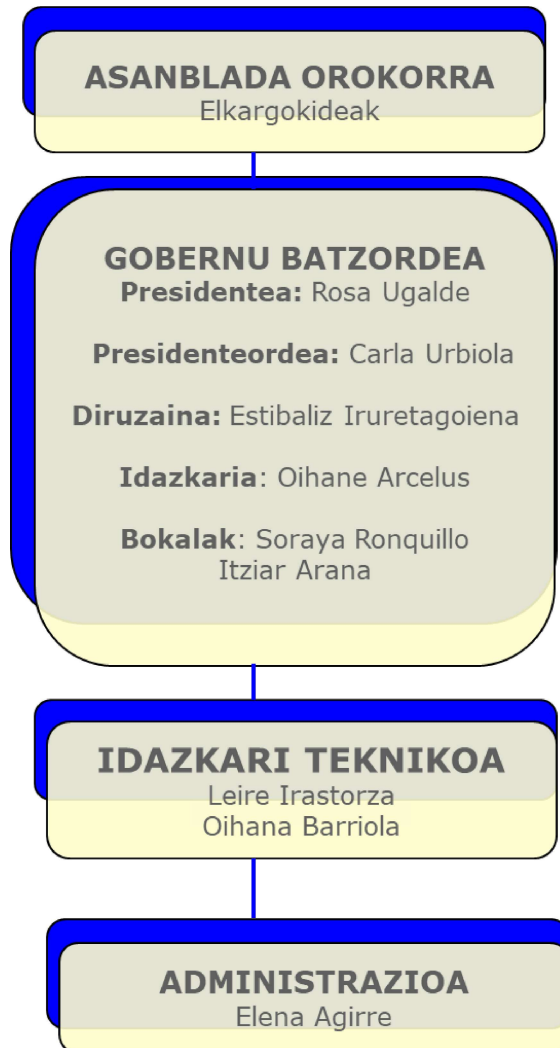 ASANBLADA OROKORRA
Elkargokideak
GOBERNU BATZORDEA
Presidentea: Rosa Ugalde
Presidenteordea: Carla Urbiola
Diruzaina: Estibaliz Iruretagoiena
Idazkaria: Oihane Arcelus
Bokalak: Soraya Ronquillo
Itziar Arana
IDAZKARI TEKNIKOA
Leire Irastorza
Oihana Barriola
ADMINISTRAZIOA
Elena Agirre